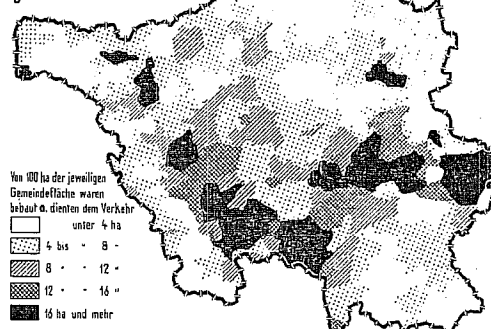 Von 100 ha der jeweiligen
Gemeindefläche waren
bebaut o. dienten dem Verkehr
unter 4 ha
4 bis " 8 "
8 " " 12 "
12 " " 16 "
16 ha und mehr